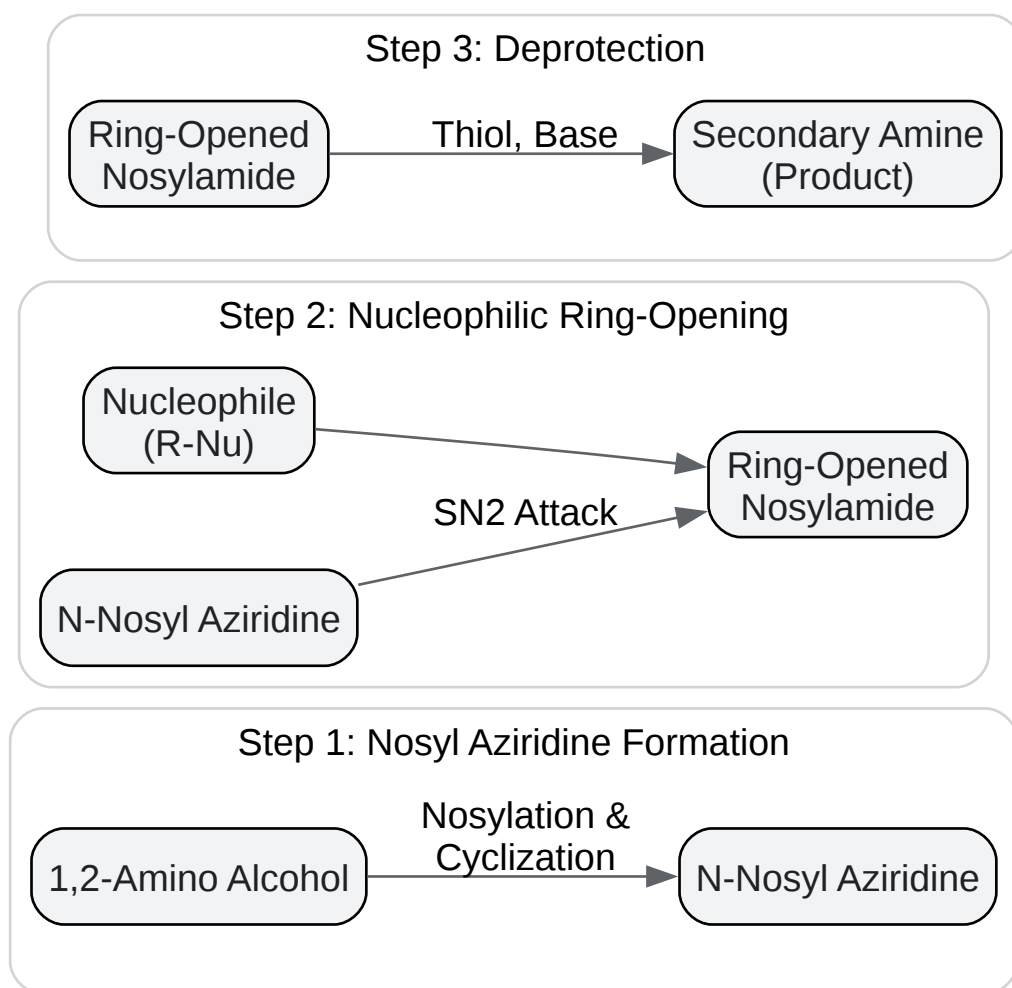 Step 3: Deprotection
Ring-Opened
Nosylamide
Thiol, Base
Secondary Amine
(Product)
Step 2: Nucleophilic Ring-Opening
Nucleophile
(R-Nu)
SN2 Attack
Ring-Opened
Nosylamide
N-Nosyl Aziridine
Step 1: Nosyl Aziridine Formation
1,2-Amino Alcohol
Nosylation &
Cyclization
N-Nosyl Aziridine